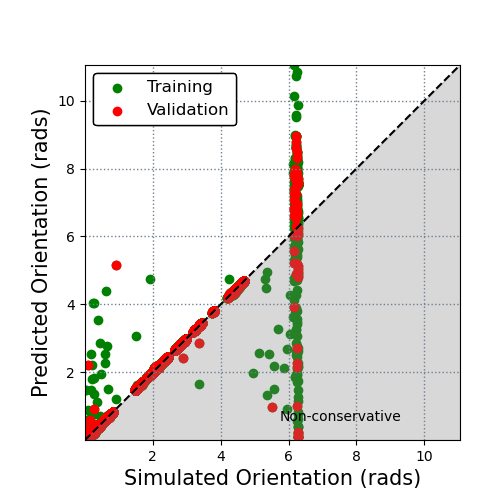 Training
Validation
Predicted Orientation (rads)
10
8
6
4
2
Non-conservative
2
4
6
8
10
Simulated Orientation (rads)